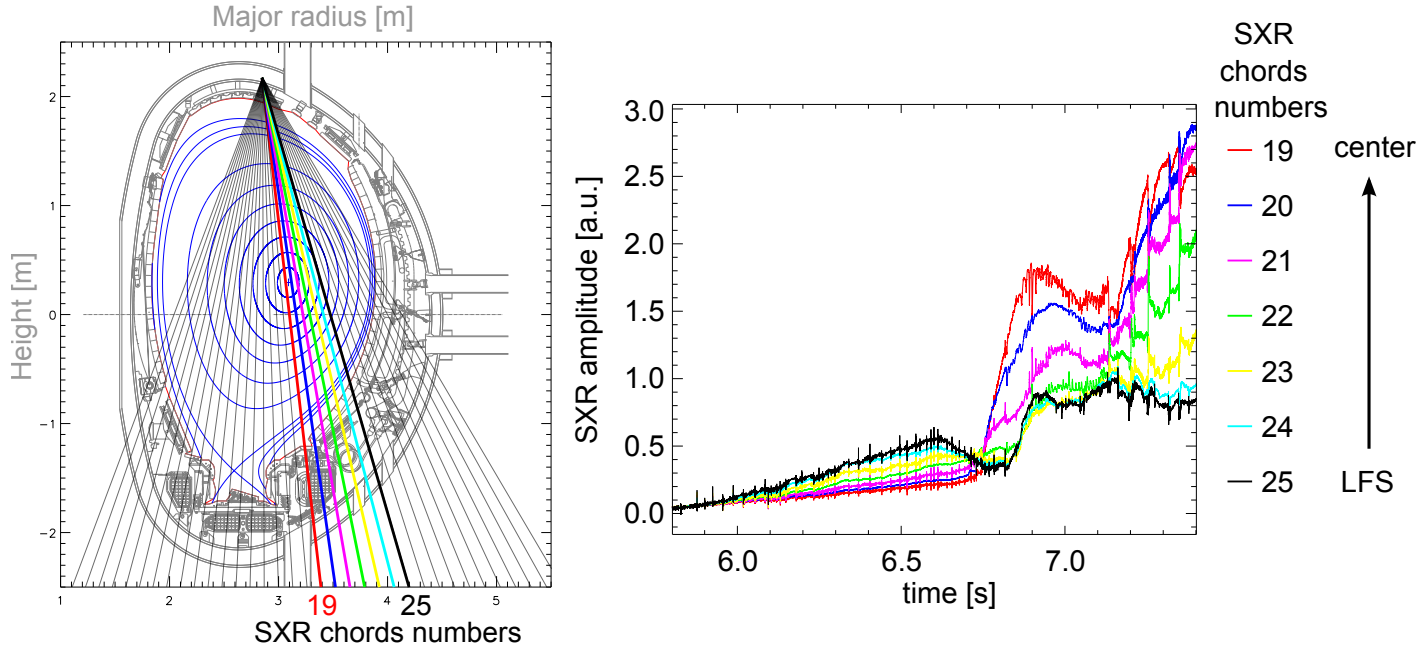 Major radius [m]
Height [m]
2
1
0
−1
−2
1
2
3
4
5
19
25
SXR chords numbers
SXR amplitude [a.u.]
3.0
2.5
2.0
1.5
1.0
0.5
0.0
6.0
6.5
7.0
time [s]
SXR
chords
numbers
19 center
20
21
22
23
24
25 LFS